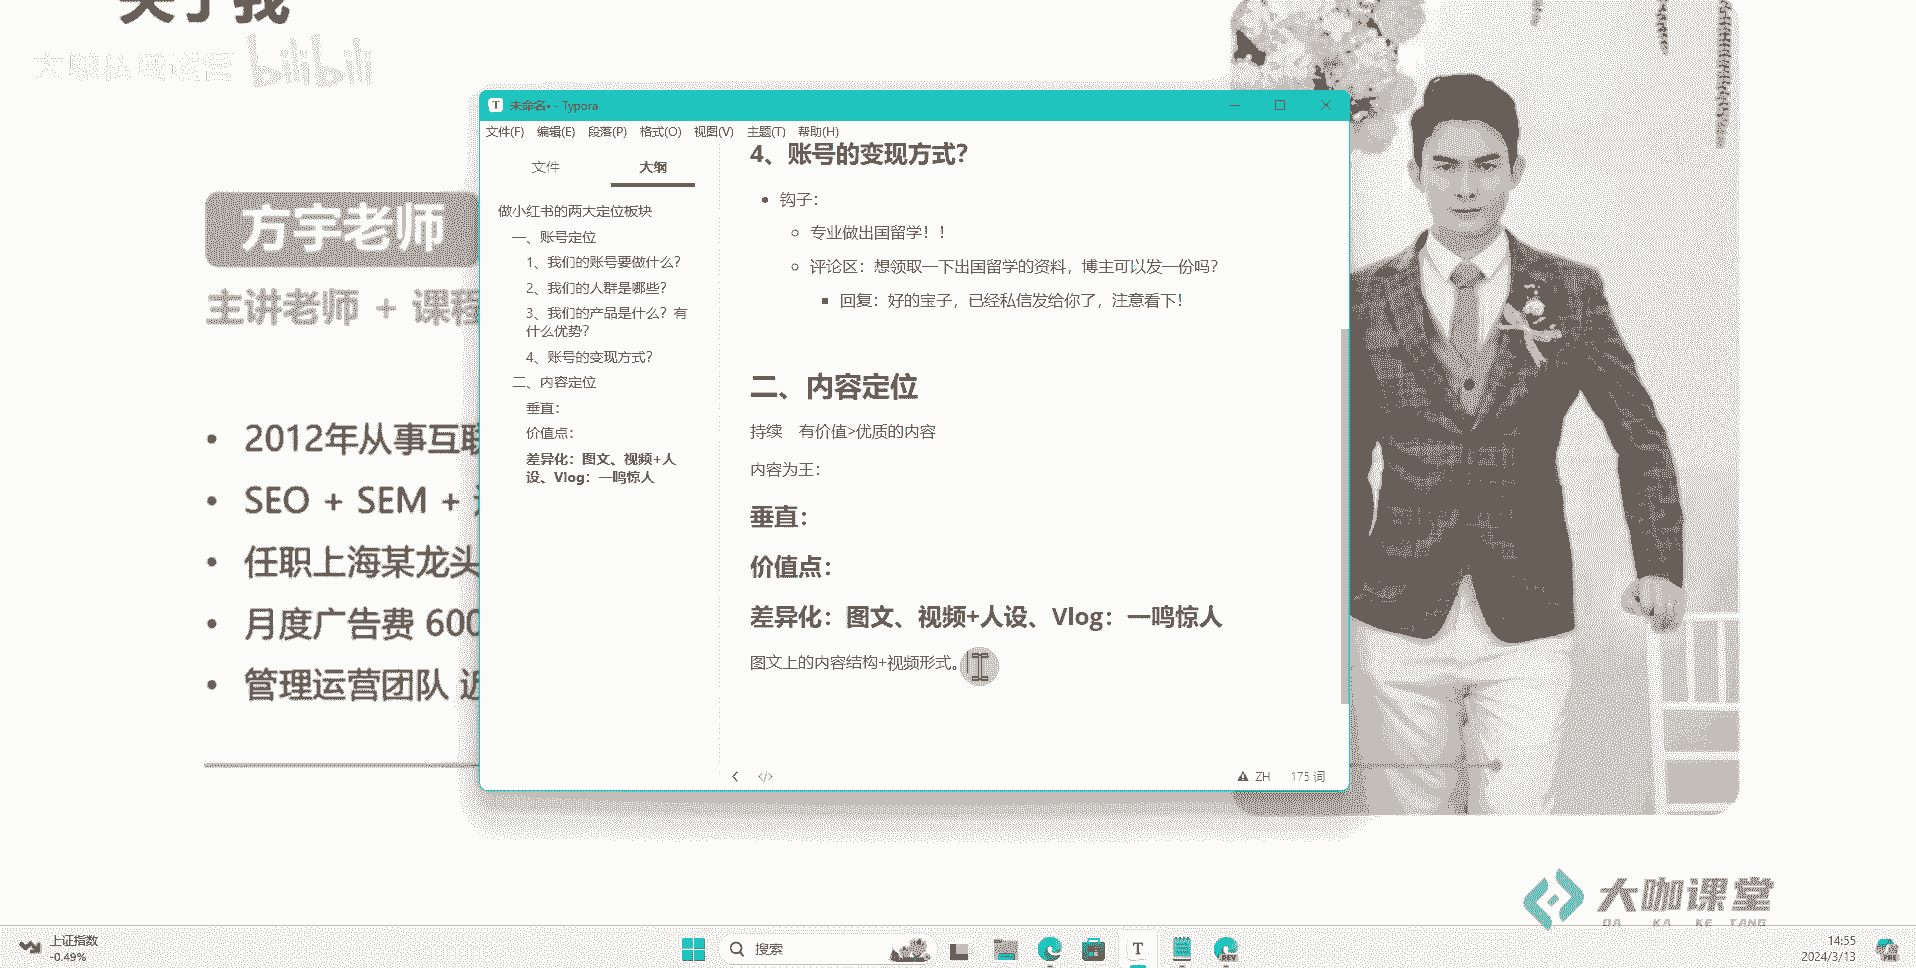 关于我
大咖私域运营 bilibili
方宇老师
主讲老师 + 课程
• 2012年从事互联
• SEO + SEM +
• 任职上海某龙头
• 月度广告费 600
• 管理运营团队 近
T 未命名• - Typora
文件(F) 编辑(E) 段落(P) 格式(O) 视图(V) 主题(T) 帮助(H)
文件 大纲
做小红书的两大定位板块
一、账号定位
1、我们的账号要做什么？
2、我们的人群是哪些？
3、我们的产品是什么？有
什么优势？
4、账号的变现方式？
二、内容定位
垂直：
价值点：
差异化：图文、视频+人
设、Vlog：一鸣惊人
4、账号的变现方式？
• 钩子：
专业做出国留学！！
评论区：想领取一下出国留学的资料，博主可以发一份吗？
回复：好的宝子，已经私信发给你了，注意看下！
二、内容定位
持续 有价值>优质的内容
内容为王：
垂直：
价值点：
差异化：图文、视频+人设、Vlog：一鸣惊人
图文上的内容结构+视频形式。
ZH 175 词
大咖课堂
DA KA KE TANG
上证指数
-0.49%
搜索
T
14:55
2024/3/13